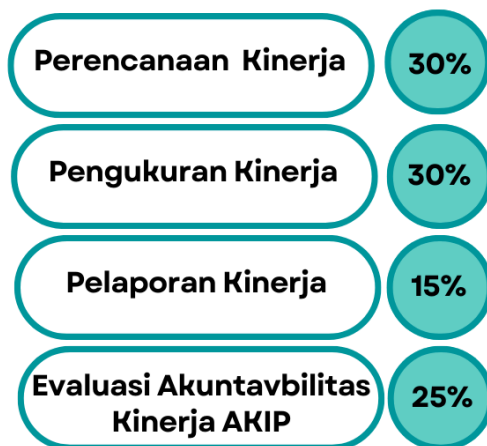 Perencanaan Kinerja
30%
Pengukuran Kinerja
30%
Pelaporan Kinerja
15%
Evaluasi Akuntavbilitas
Kinerja AKIP
25%